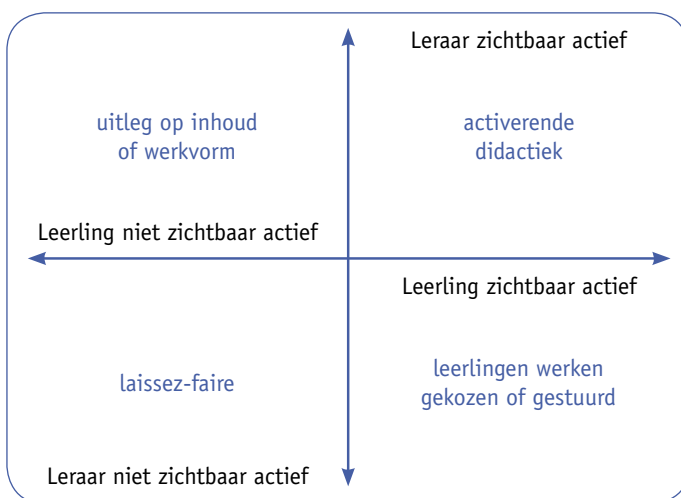 Leraar zichtbaar actief
uitleg op inhoud
of werkvorm
activerende
didactiek
Leerling niet zichtbaar actief
Leerling zichtbaar actief
laissez-faire
leerlingen werken
gekozen of gestuurd
Leraar niet zichtbaar actief